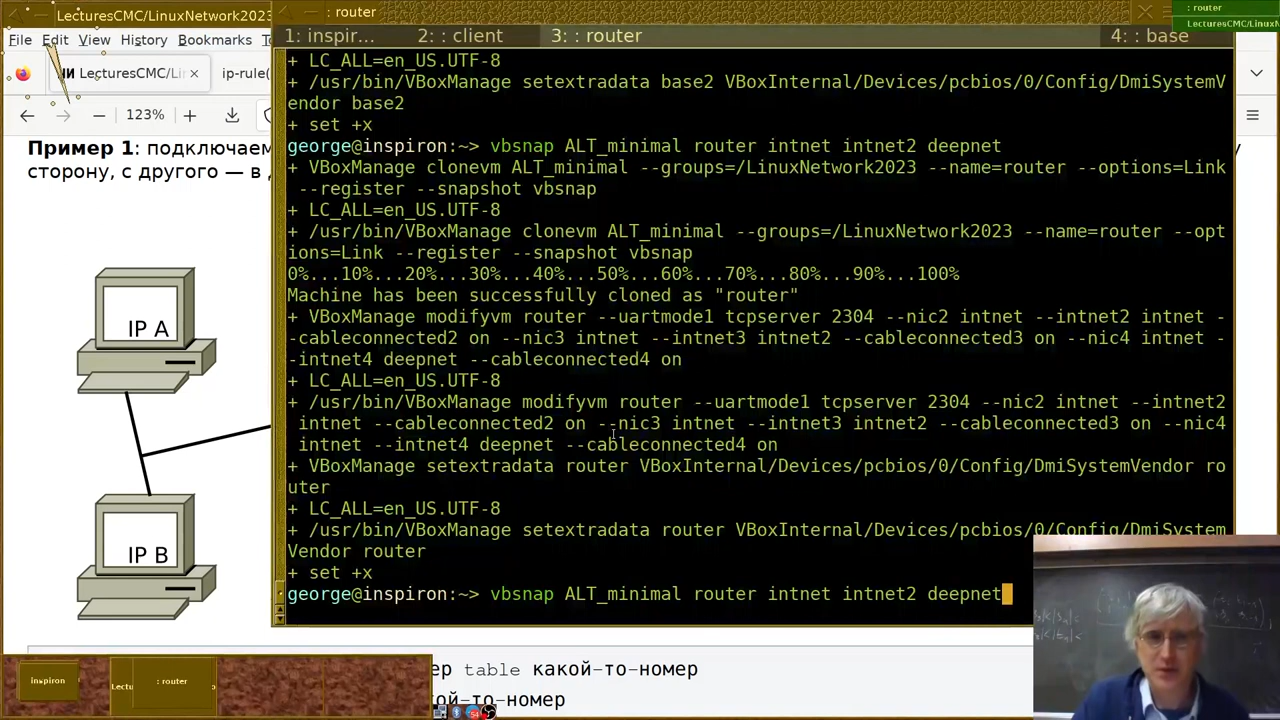 LecturesCMC/LinuxNetwork2023
: router
: router
LecturesCMC/LinuxN
File Edit View History Bookmarks
1: inspir... 2: : client 3: : router 4: : base
LecturesCMC/Li
ip-rule(
123%
Пример 1: подключаем
сторону, с другого — в д
+ LC_ALL=en_US.UTF-8
+ /usr/bin/VBoxManage setextradata base2 VBoxInternal/Devices/pcbios/0/Config/DmiSystemV
endor base2
+ set +x
george@inspiron:~> vbsnap ALT_minimal router intnet intnet2 deepnet
+ VBoxManage clonevm ALT_minimal --groups=/LinuxNetwork2023 --name=router --options=Link
--register --snapshot vbsnap
+ LC_ALL=en_US.UTF-8
+ /usr/bin/VBoxManage clonevm ALT_minimal --groups=/LinuxNetwork2023 --name=router --opt
ions=Link --register --snapshot vbsnap
0%...10%...20%...30%...40%...50%...60%...70%...80%...90%...100%
Machine has been successfully cloned as "router"
+ VBoxManage modifyvm router --uartmode1 tcpserver 2304 --nic2 intnet --intnet2 intnet -
-cableconnected2 on --nic3 intnet --intnet3 intnet2 --cableconnected3 on --nic4 intnet -
-intnet4 deepnet --cableconnected4 on
+ LC_ALL=en_US.UTF-8
+ /usr/bin/VBoxManage modifyvm router --uartmode1 tcpserver 2304 --nic2 intnet --intnet2
intnet --cableconnected2 on --nic3 intnet --intnet3 intnet2 --cableconnected3 on --nic4
intnet --intnet4 deepnet --cableconnected4 on
+ VBoxManage setextradata router VBoxInternal/Devices/pcbios/0/Config/DmiSystemVendor ro
uter
+ LC_ALL=en_US.UTF-8
+ /usr/bin/VBoxManage setextradata router VBoxInternal/Devices/pcbios/0/Config/DmiSystem
Vendor router
+ set +x
george@inspiron:~> vbsnap ALT_minimal router intnet intnet2 deepnet
IP A
IP B
ер table какой-то-номер
кой-то-номер
inspiron
Lectu
: router
54